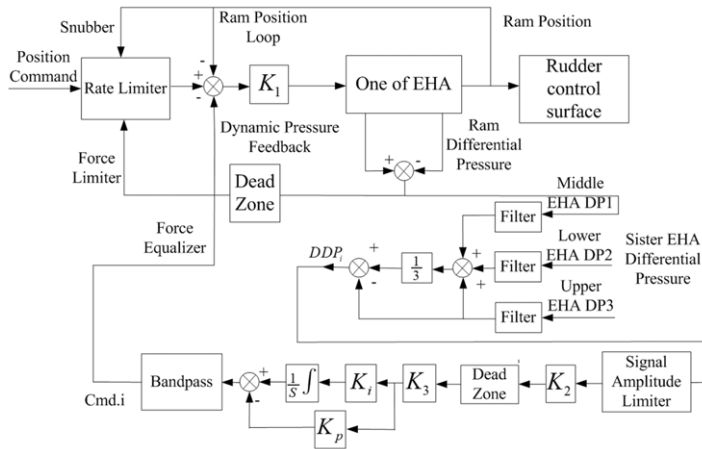 Snubber
Ram Position
Loop
Ram Position
Position
Command
Rate Limiter
-
+
-
K1
One of EHA
Rudder
control
surface
Dynamic Pressure
Feedback
Ram
Differential
Pressure
+
-
Force
Limiter
Dead
Zone
Middle
EHA DP1
Filter
Force
Equalizer
DDPi
+
-
1/3
+
+
Lower
EHA DP2
Filter
Sister EHA
Differential
Pressure
Upper
EHA DP3
Filter
Cmd.i
Bandpass
+
-
1/S ∫
Ki
K3
Dead
Zone
K2
Signal
Amplitude
Limiter
Kp